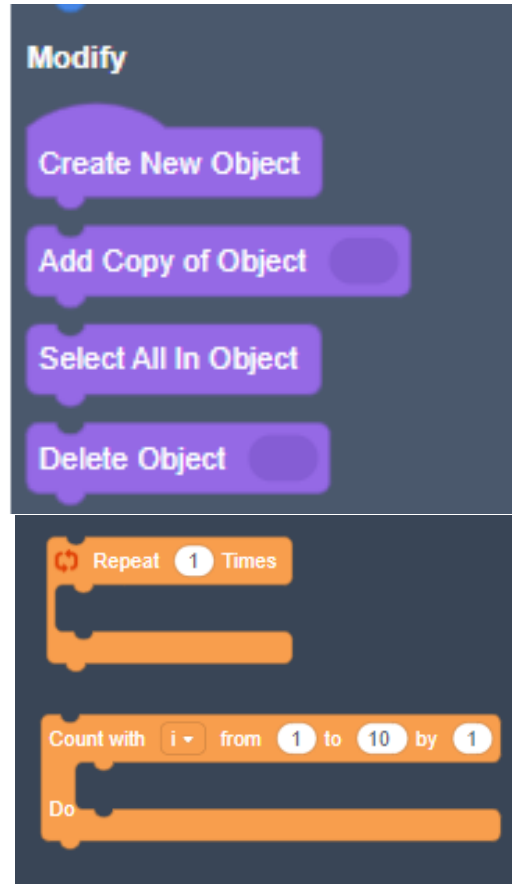 Modify
Create New Object
Add Copy of Object
Select All In Object
Delete Object
Repeat 1 Times
Count with i from 1 to 10 by 1
Do